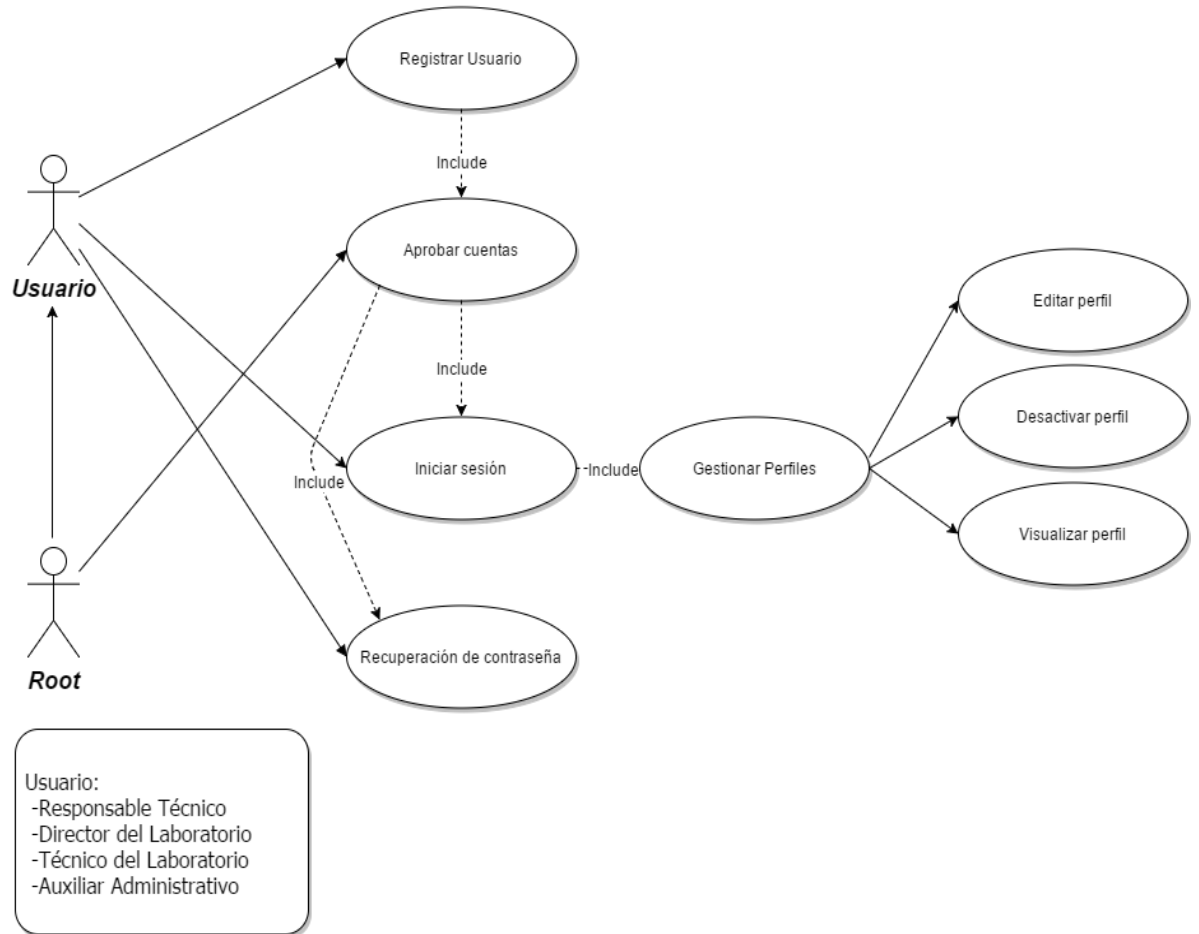 Registrar Usuario
Include
Usuario
Aprobar cuentas
Include
Include
Iniciar sesión
Include
Gestionar Perfiles
Editar perfil
Desactivar perfil
Visualizar perfil
Root
Recuperación de contraseña
Usuario:
-Responsable Técnico
-Director del Laboratorio
-Técnico del Laboratorio
-Auxiliar Administrativo